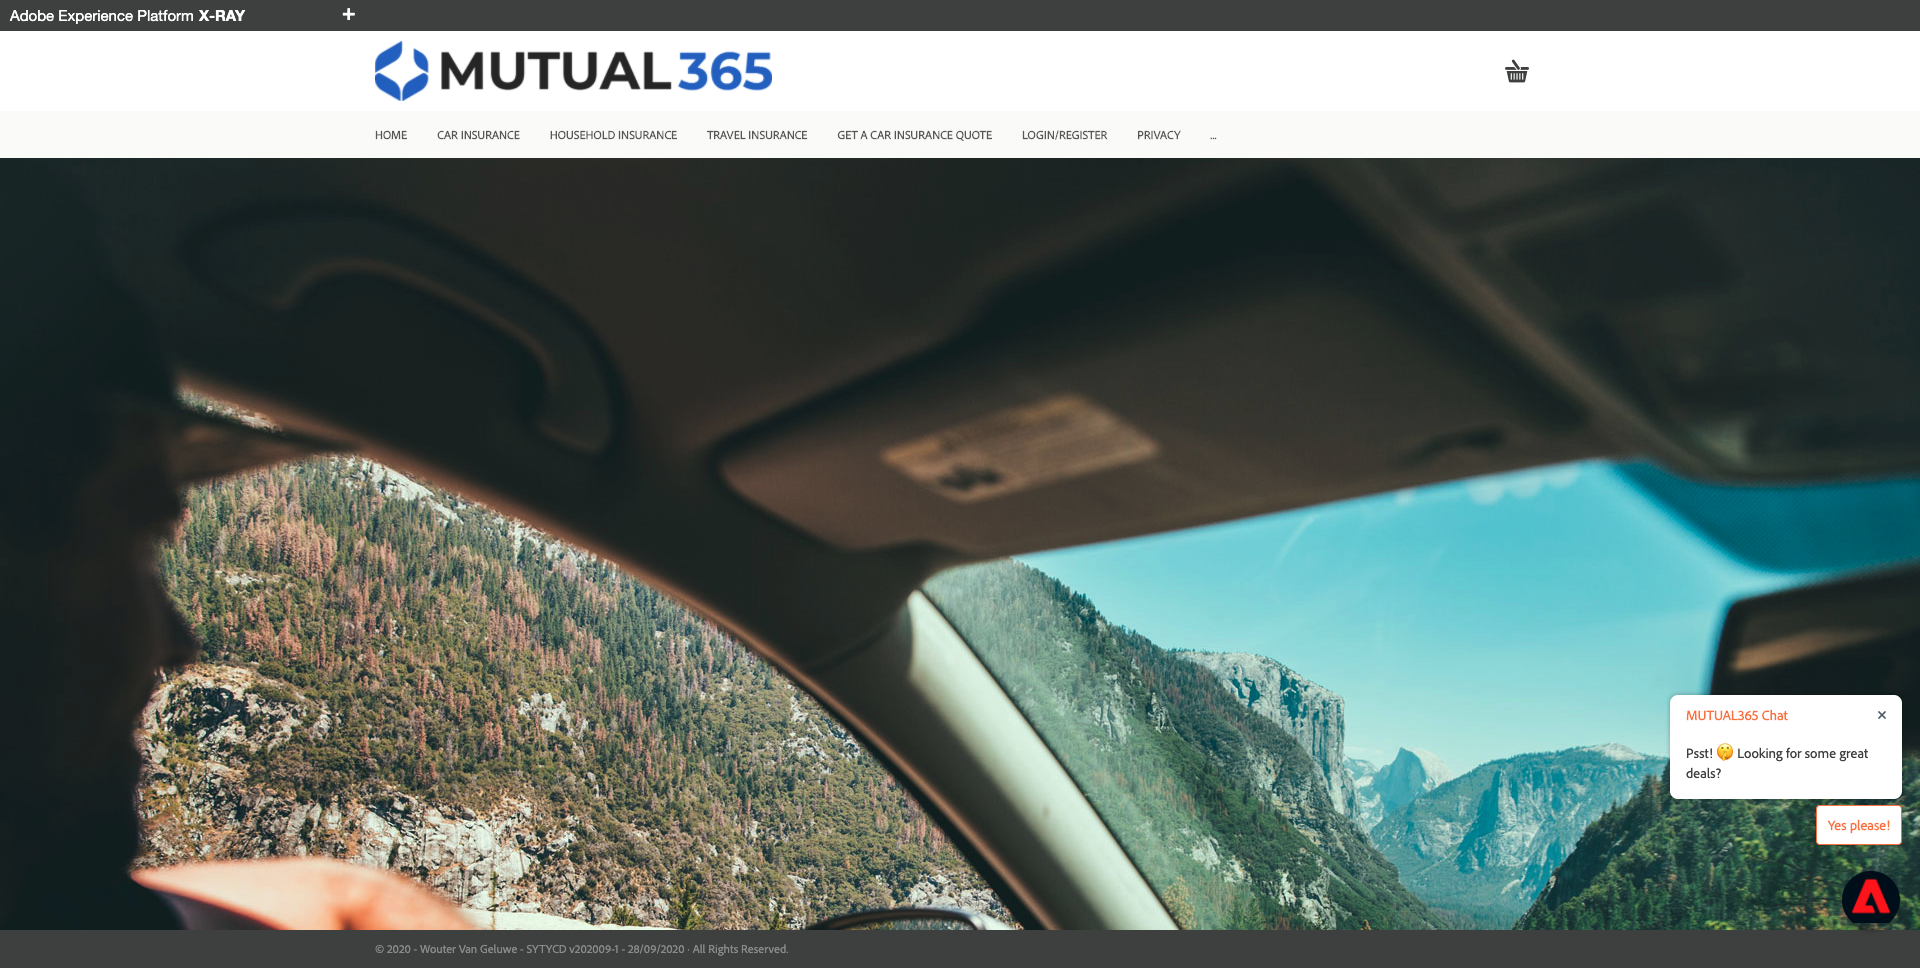 Adobe Experience Platform X-RAY
MUTUAL 365
HOME CAR INSURANCE HOUSEHOLD INSURANCE TRAVEL INSURANCE GET A CAR INSURANCE QUOTE LOGIN/REGISTER PRIVACY ...
MUTUAL365 Chat
Psst! 🤫 Looking for some great
deals?
Yes please!
© 2020 - Wouter Van Geluwe - SYTYCD v202009-1 - 28/09/2020 · All Rights Reserved.